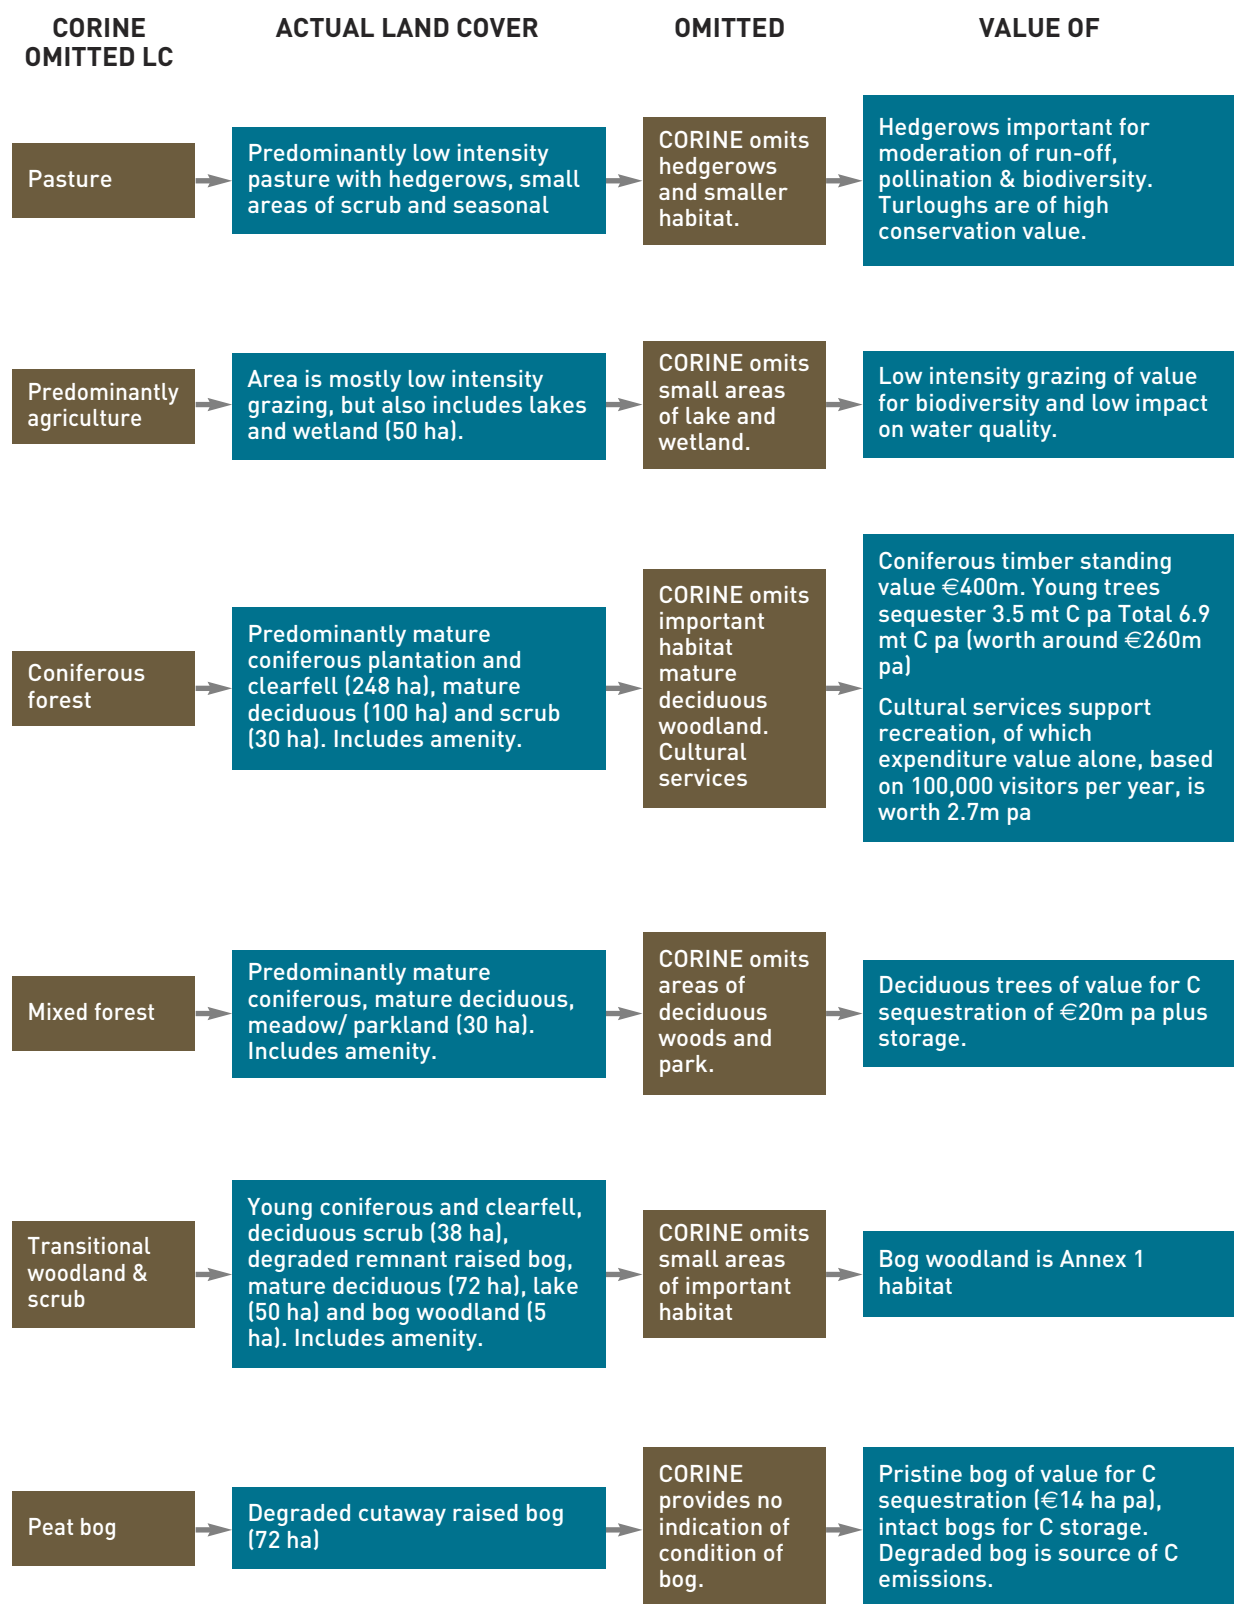 CORINE
OMITTED LC
ACTUAL LAND COVER
OMITTED
VALUE OF
Pasture
Predominantly low intensity
pasture with hedgerows, small
areas of scrub and seasonal
CORINE omits
hedgerows
and smaller
habitat.
Hedgerows important for
moderation of run-off,
pollination & biodiversity.
Turloughs are of high
conservation value.
Predominantly
agriculture
Area is mostly low intensity
grazing, but also includes lakes
and wetland (50 ha).
CORINE omits
small areas
of lake and
wetland.
Low intensity grazing of value
for biodiversity and low impact
on water quality.
Coniferous
forest
Predominantly mature
coniferous plantation and
clearfell (248 ha), mature
deciduous (100 ha) and scrub
(30 ha). Includes amenity.
CORINE omits
important
habitat
mature
deciduous
woodland.
Cultural
services
Coniferous timber standing
value €400m. Young trees
sequester 3.5 mt C pa Total 6.9
mt C pa (worth around €260m
pa)
Cultural services support
recreation, of which
expenditure value alone, based
on 100,000 visitors per year, is
worth 2.7m pa
Mixed forest
Predominantly mature
coniferous, mature deciduous,
meadow/ parkland (30 ha).
Includes amenity.
CORINE omits
areas of
deciduous
woods and
park.
Deciduous trees of value for C
sequestration of €20m pa plus
storage.
Transitional
woodland &
scrub
Young coniferous and clearfell,
deciduous scrub (38 ha),
degraded remnant raised bog,
mature deciduous (72 ha), lake
(50 ha) and bog woodland (5
ha). Includes amenity.
CORINE omits
small areas
of important
habitat
Bog woodland is Annex 1
habitat
Peat bog
Degraded cutaway raised bog
(72 ha)
CORINE
provides no
indication of
condition of
bog.
Pristine bog of value for C
sequestration (€14 ha pa),
intact bogs for C storage.
Degraded bog is source of C
emissions.